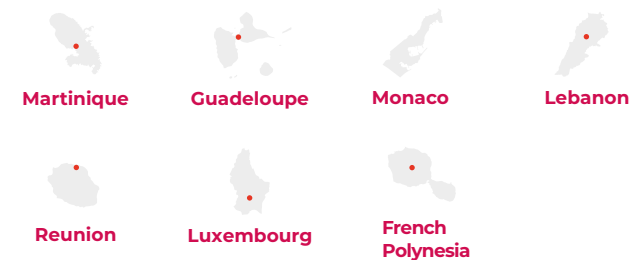 Martinique
Guadeloupe
Monaco
Lebanon
Reunion
Luxembourg
French
Polynesia